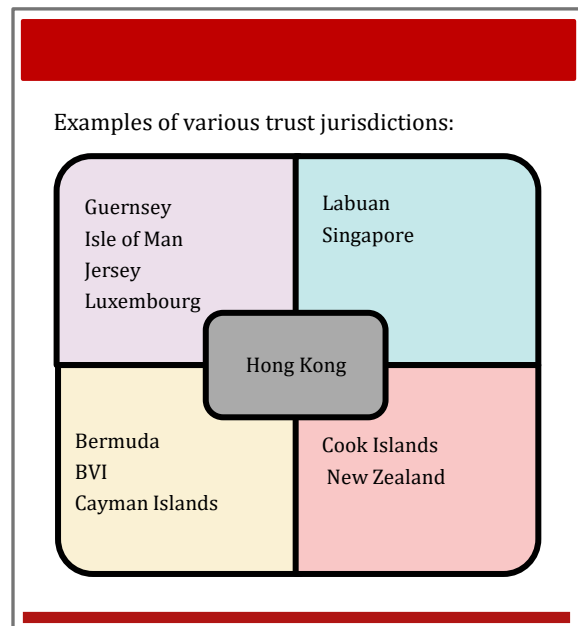 Examples of various trust jurisdictions:
Guernsey
Isle of Man
Jersey
Luxembourg
Labuan
Singapore
Hong Kong
Bermuda
BVI
Cayman Islands
Cook Islands
New Zealand